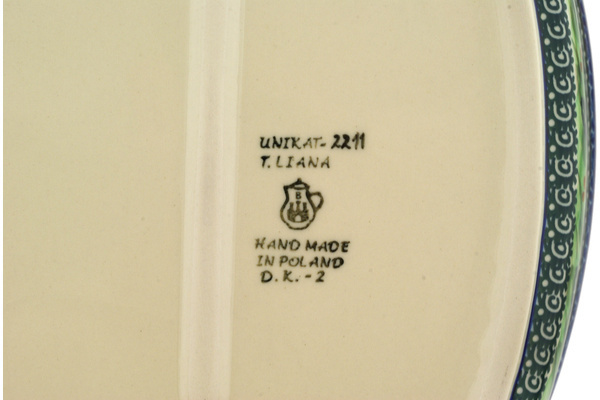 UNIKAT-2211
T. LIANA
B
HAND MADE
IN POLAND
D.K.-2